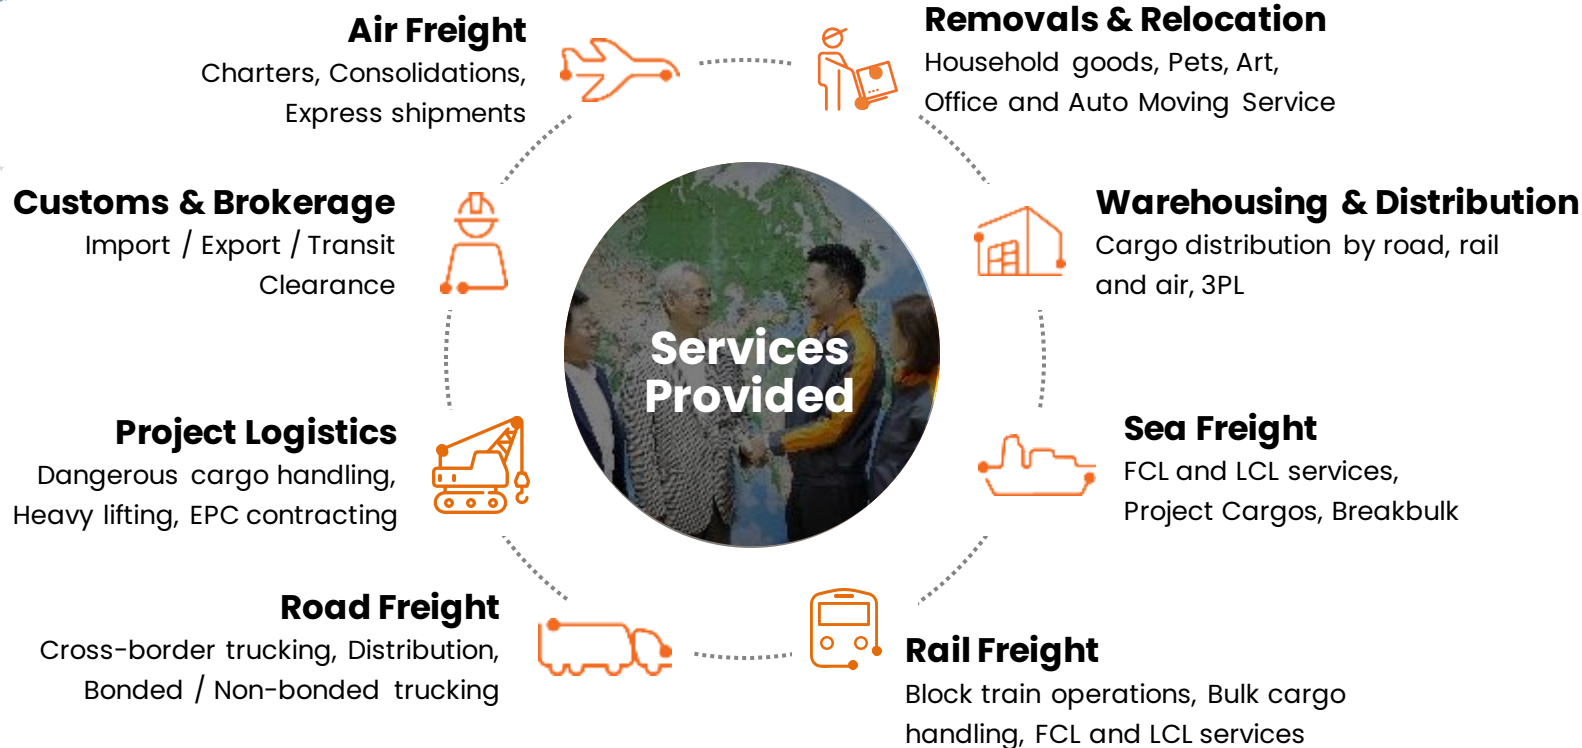 Air Freight
Charters, Consolidations,
Express shipments
Removals & Relocation
Household goods, Pets, Art,
Office and Auto Moving Service
Customs & Brokerage
Import / Export / Transit
Clearance
Warehousing & Distribution
Cargo distribution by road, rail
and air, 3PL
Services
Provided
Project Logistics
Dangerous cargo handling,
Heavy lifting, EPC contracting
Sea Freight
FCL and LCL services,
Project Cargos, Breakbulk
Road Freight
Cross-border trucking, Distribution,
Bonded / Non-bonded trucking
Rail Freight
Block train operations, Bulk cargo
handling, FCL and LCL services